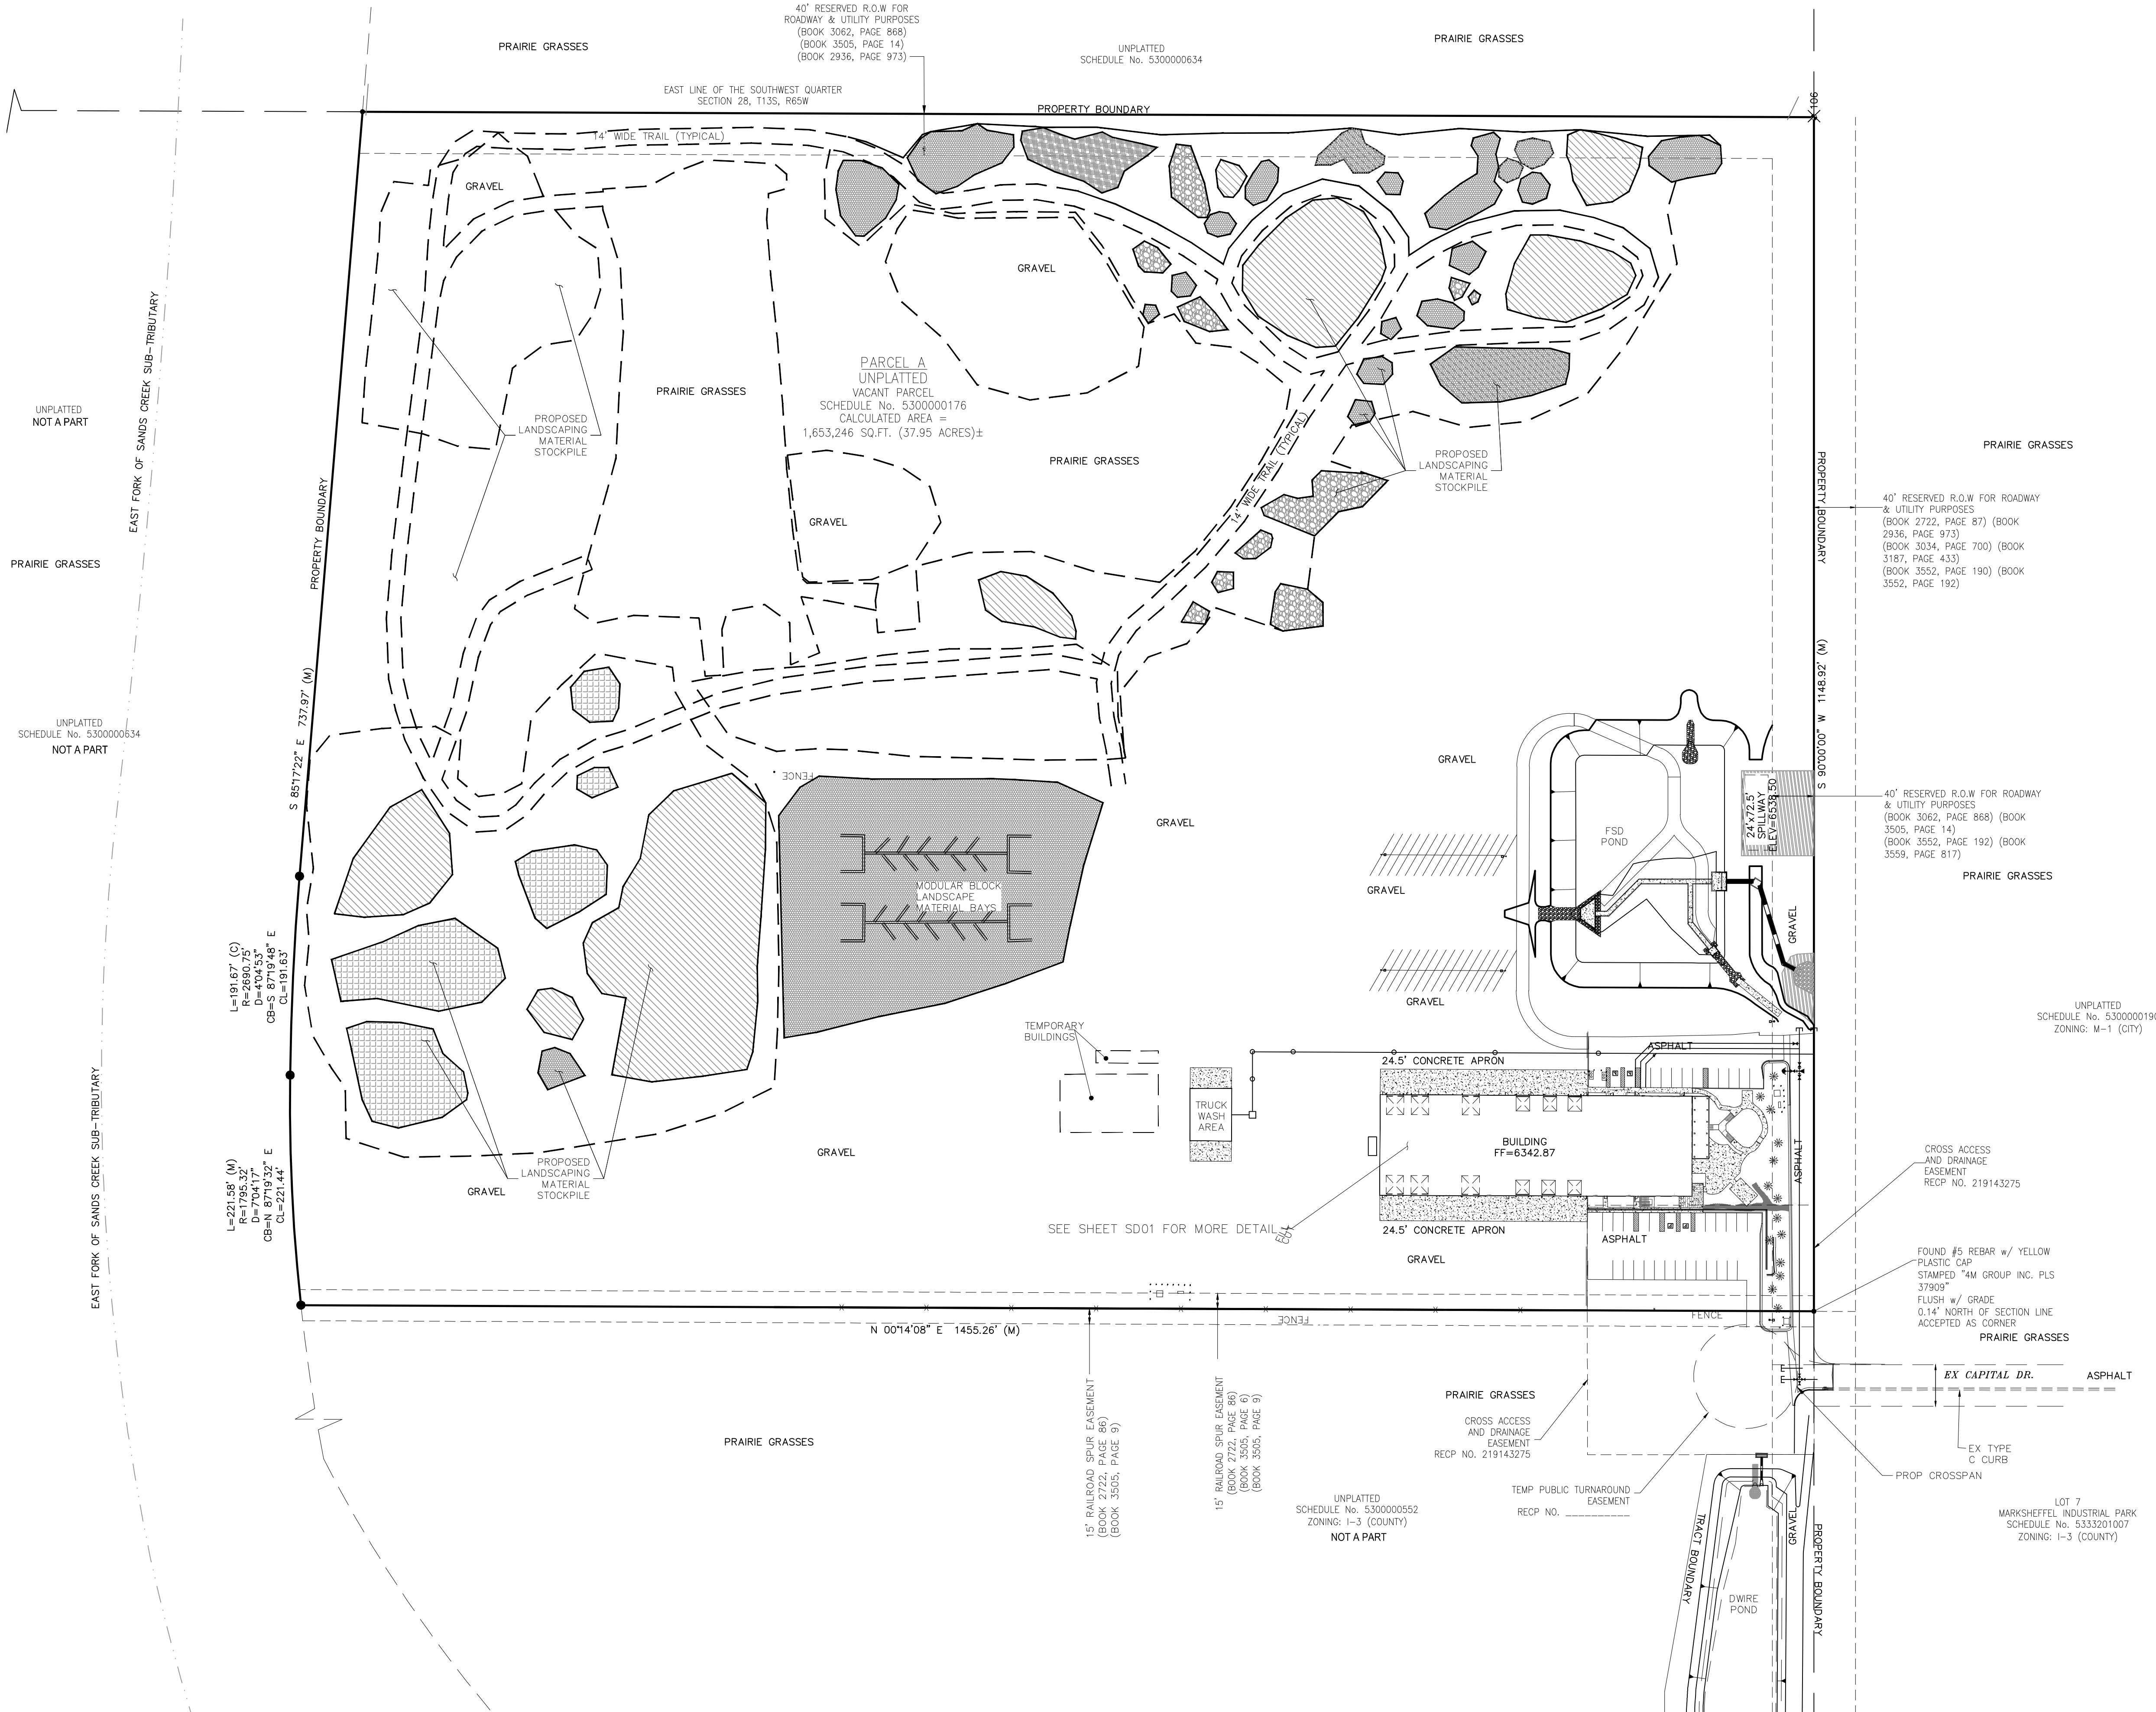 40' RESERVED R.O.W FOR
ROADWAY & UTILITY PURPOSES
(BOOK 3062, PAGE 868)
(BOOK 3505, PAGE 14)
(BOOK 2936, PAGE 973)
PRAIRIE GRASSES
UNPLATTED
SCHEDULE No. 5300000634
PRAIRIE GRASSES
EAST LINE OF THE SOUTHWEST QUARTER
SECTION 28, T13S, R65W
PROPERTY BOUNDARY
106
14' WIDE TRAIL (TYPICAL)
GRAVEL
GRAVEL
EAST FORK OF SANDS CREEK SUB-TRIBUTARY
UNPLATTED
NOT A PART
PARCEL A
UNPLATTED
VACANT PARCEL
SCHEDULE No. 5300000176
CALCULATED AREA =
1,653,246 SQ.FT. (37.95 ACRES)±
PRAIRIE GRASSES
PROPOSED
LANDSCAPING
MATERIAL
STOCKPILE
14' WIDE TRAIL (TYPICAL)
PROPOSED
LANDSCAPING
MATERIAL
STOCKPILE
PRAIRIE GRASSES
PRAIRIE GRASSES
GRAVEL
PROPERTY BOUNDARY
PROPERTY BOUNDARY
40' RESERVED R.O.W FOR ROADWAY
& UTILITY PURPOSES
(BOOK 2722, PAGE 87) (BOOK
2936, PAGE 973)
(BOOK 3034, PAGE 700) (BOOK
3187, PAGE 433)
(BOOK 3552, PAGE 190) (BOOK
3552, PAGE 192)
PRAIRIE GRASSES
S 85°17'22" E 737.97' (M)
S 90°00'00" W 1148.29' (M)
UNPLATTED
SCHEDULE No. 5300000634
NOT A PART
FENCE
GRAVEL
GRAVEL
FSD
POND
24'x72.5'
SPILLWAY
ELEV=6538.50
40' RESERVED R.O.W FOR ROADWAY
& UTILITY PURPOSES
(BOOK 3062, PAGE 868) (BOOK
3505, PAGE 14)
(BOOK 3552, PAGE 192) (BOOK
3559, PAGE 817)
PRAIRIE GRASSES
MODULAR BLOCK
LANDSCAPE
MATERIAL BAYS
GRAVEL
GRAVEL
GRAVEL
L=191.67' (C)
R=2690.75'
D=4°04'53"
CB=S 87°19'48" E
CL=191.63'
UNPLATTED
SCHEDULE No. 5300000190
ZONING: M-1 (CITY)
TEMPORARY
BUILDINGS
24.5' CONCRETE APRON
ASPHALT
TRUCK
WASH
AREA
BUILDING
FF=6342.87
ASPHALT
EAST FORK OF SANDS CREEK SUB-TRIBUTARY
L=221.58' (M)
R=1795.32'
D=7°04'17"
CB=N 87°19'32" E
CL=221.44'
GRAVEL
PROPOSED
LANDSCAPING
MATERIAL
STOCKPILE
GRAVEL
CROSS ACCESS
AND DRAINAGE
EASEMENT
RECP NO. 219143275
SEE SHEET SD01 FOR MORE DETAIL
FILL
CUT
24.5' CONCRETE APRON
ASPHALT
GRAVEL
FOUND #5 REBAR w/ YELLOW
PLASTIC CAP
STAMPED "4M GROUP INC. PLS
37909"
FLUSH w/ GRADE
0.14' NORTH OF SECTION LINE
ACCEPTED AS CORNER
FENCE
FENCE
N 00°14'08" E 1455.26' (M)
PRAIRIE GRASSES
EX CAPITAL DR.
ASPHALT
15' RAILROAD SPUR EASEMENT
(BOOK 2722, PAGE 86)
(BOOK 3505, PAGE 9)
15' RAILROAD SPUR EASEMENT
(BOOK 2722, PAGE 86)
(BOOK 3505, PAGE 6)
(BOOK 3505, PAGE 9)
PRAIRIE GRASSES
PRAIRIE GRASSES
CROSS ACCESS
AND DRAINAGE
EASEMENT
RECP NO. 219143275
EX TYPE
C CURB
PROP CROSSPAN
TEMP PUBLIC TURNAROUND
EASEMENT
RECP NO. ___________
UNPLATTED
SCHEDULE No. 5300000552
ZONING: I-3 (COUNTY)
NOT A PART
LOT 7
MARKSHEFFEL INDUSTRIAL PARK
SCHEDULE No. 5333201007
ZONING: I-3 (COUNTY)
TRACT BOUNDARY
GRAVEL
PROPERTY BOUNDARY
DWIRE
POND